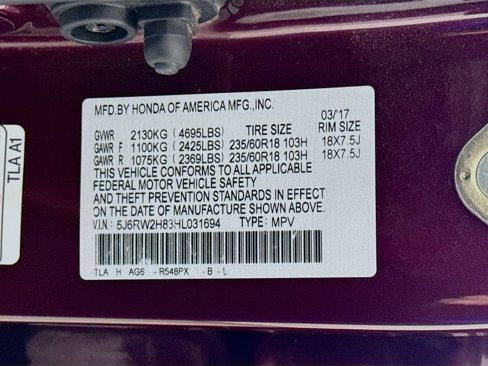 MFD.BY HONDA OF AMERICA MFG.,INC.
03/'17
GVWR 2130KG (4695LBS) TIRE SIZE RIM SIZE
GAWR F 1100KG (2425LBS) 235/60R18 103H 18X7.5J
GAWR R 1075KG (2369LBS) 235/60R18 103H 18X7.5J
THIS VEHICLE CONFORMS TO ALL APPLICABLE
FEDERAL MOTOR VEHICLE SAFETY
AND THEFT PREVENTION STANDARDS IN EFFECT
ON THE DATE OF MANUFACTURE SHOWN ABOVE.
V.I.N.: 5J6RW2H83HL031694 TYPE: MPV
TLA H AG6 - R548PX - B - L
TLA A1